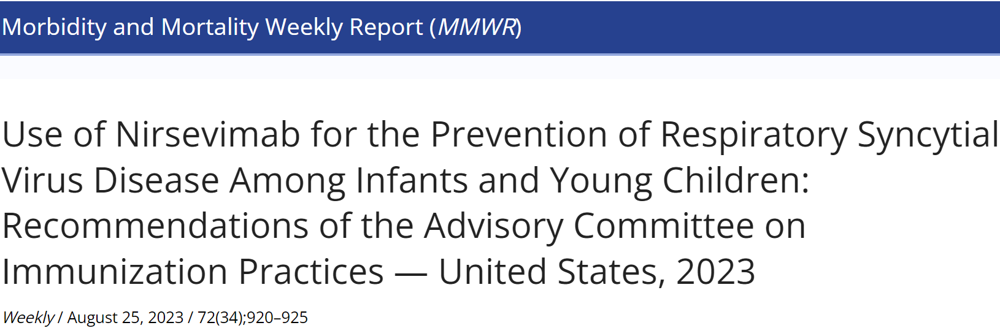 Morbidity and Mortality Weekly Report (MMWR)
Use of Nirsevimab for the Prevention of Respiratory Syncytial
Virus Disease Among Infants and Young Children:
Recommendations of the Advisory Committee on
Immunization Practices — United States, 2023
Weekly / August 25, 2023 / 72(34);920–925